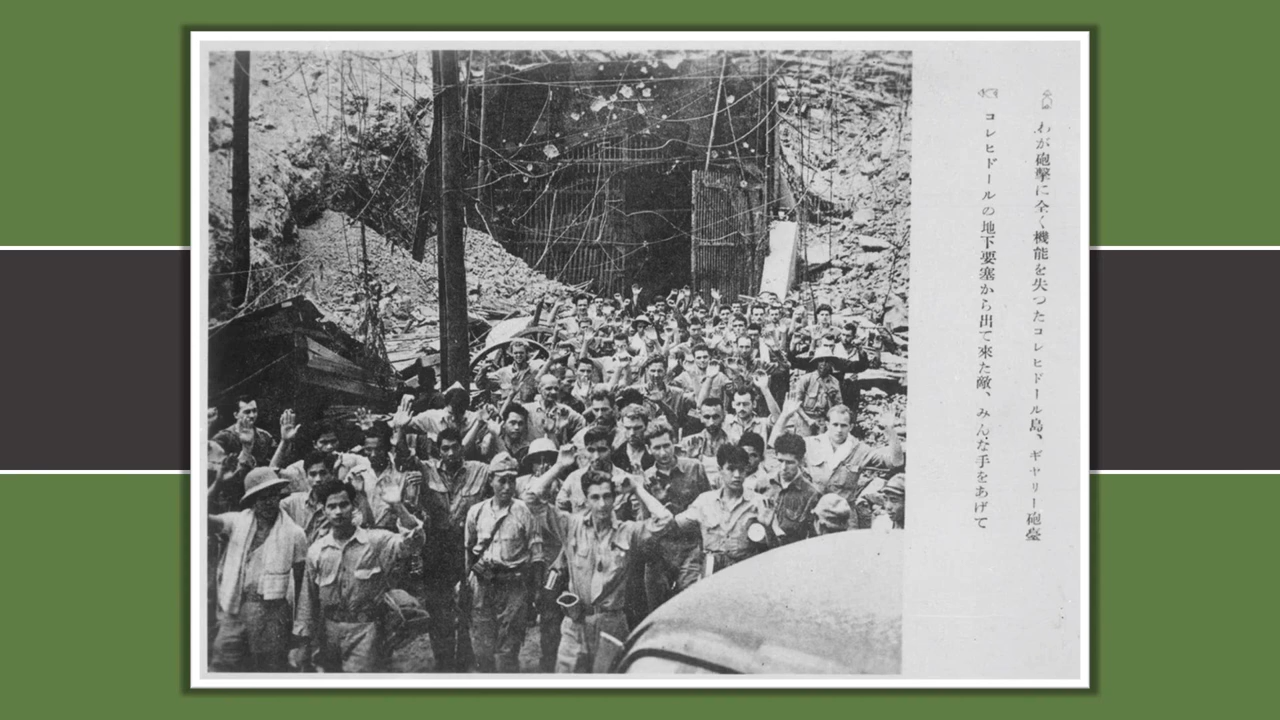 わが砲擊に全く機能を失つたコレヒドール島、ギヤリー砲臺
コレヒドールの地下要塞から出て來た敵、みんな手をあげて